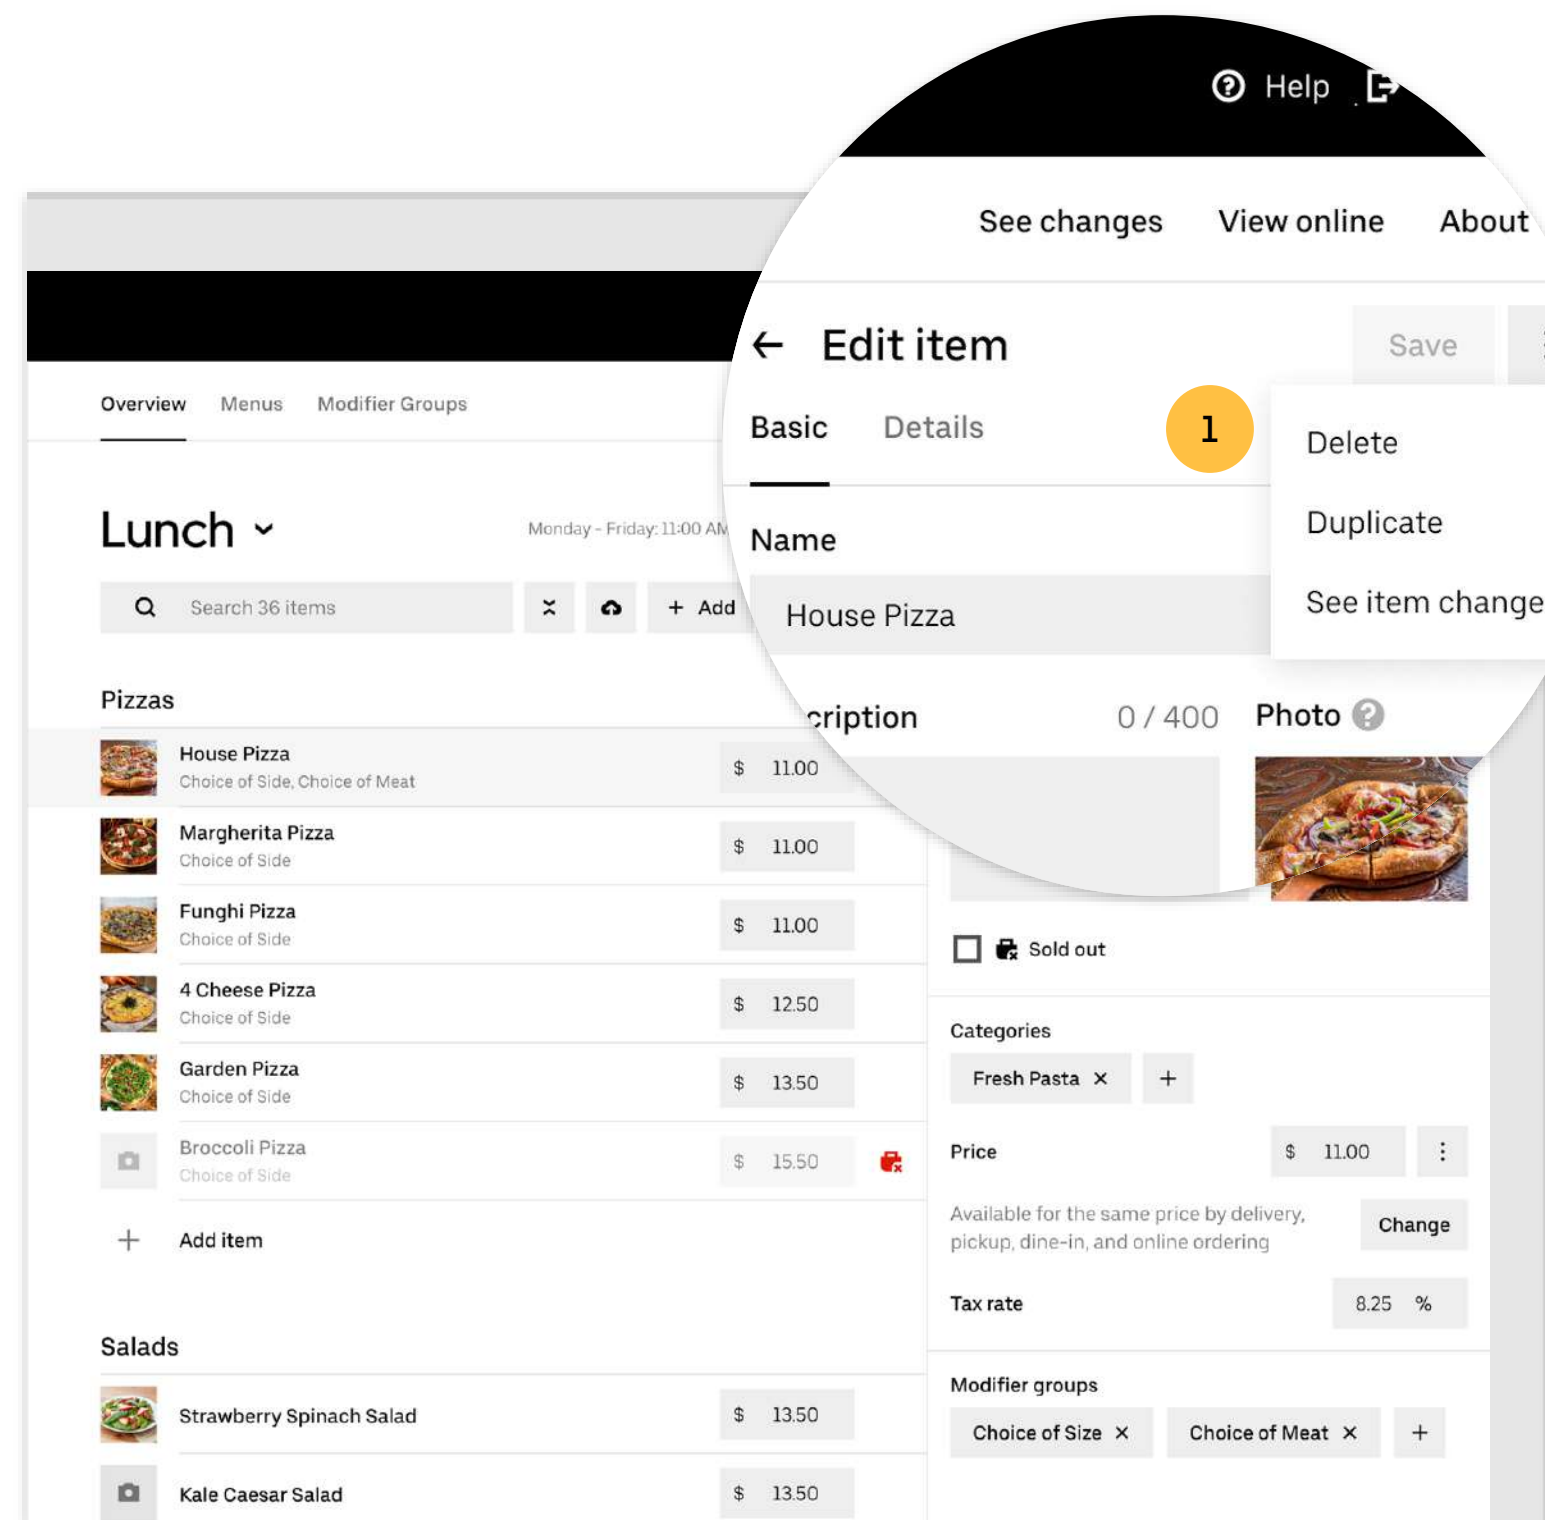 Help
See changes View online About
Edit item Save
Basic Details 1 Delete
Duplicate
See item change
Name
House Pizza
cription 0 / 400 Photo
Overview Menus Modifier Groups
Lunch Monday - Friday: 11:00 AM
Search 36 items + Add
Pizzas
House Pizza $ 11.00
Choice of Side, Choice of Meat
Margherita Pizza $ 11.00
Choice of Side
Funghi Pizza $ 11.00
Choice of Side
4 Cheese Pizza $ 12.50
Choice of Side
Garden Pizza $ 13.50
Choice of Side
Broccoli Pizza $ 15.50
Choice of Side
+ Add item
Salads
Strawberry Spinach Salad $ 13.50
Kale Caesar Salad $ 13.50
Sold out
Categories
Fresh Pasta × +
Price $ 11.00
Available for the same price by delivery,
pickup, dine-in, and online ordering
Change
Tax rate 8.25 %
Modifier groups
Choice of Size × Choice of Meat × +